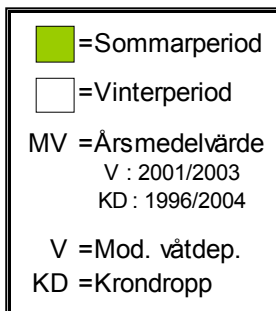 =Sommarperiod
=Vinterperiod
MV =Årsmedelvärde
V : 2001/2003
KD : 1996/2004
V =Mod. våtdep.
KD =Krondropp